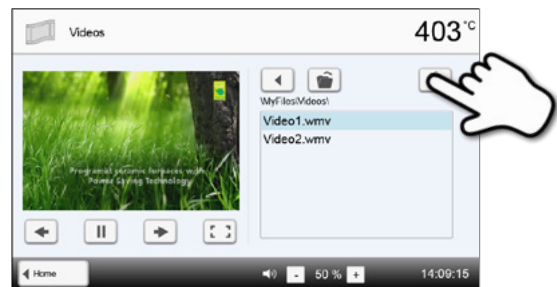 Videos
403 °C
\MyFiles\Videos\
Video1.wmv
Video2.wmv
Programat ceramic furnaces with
Power Saving Technology
Home
- 50 % +
14:09:15